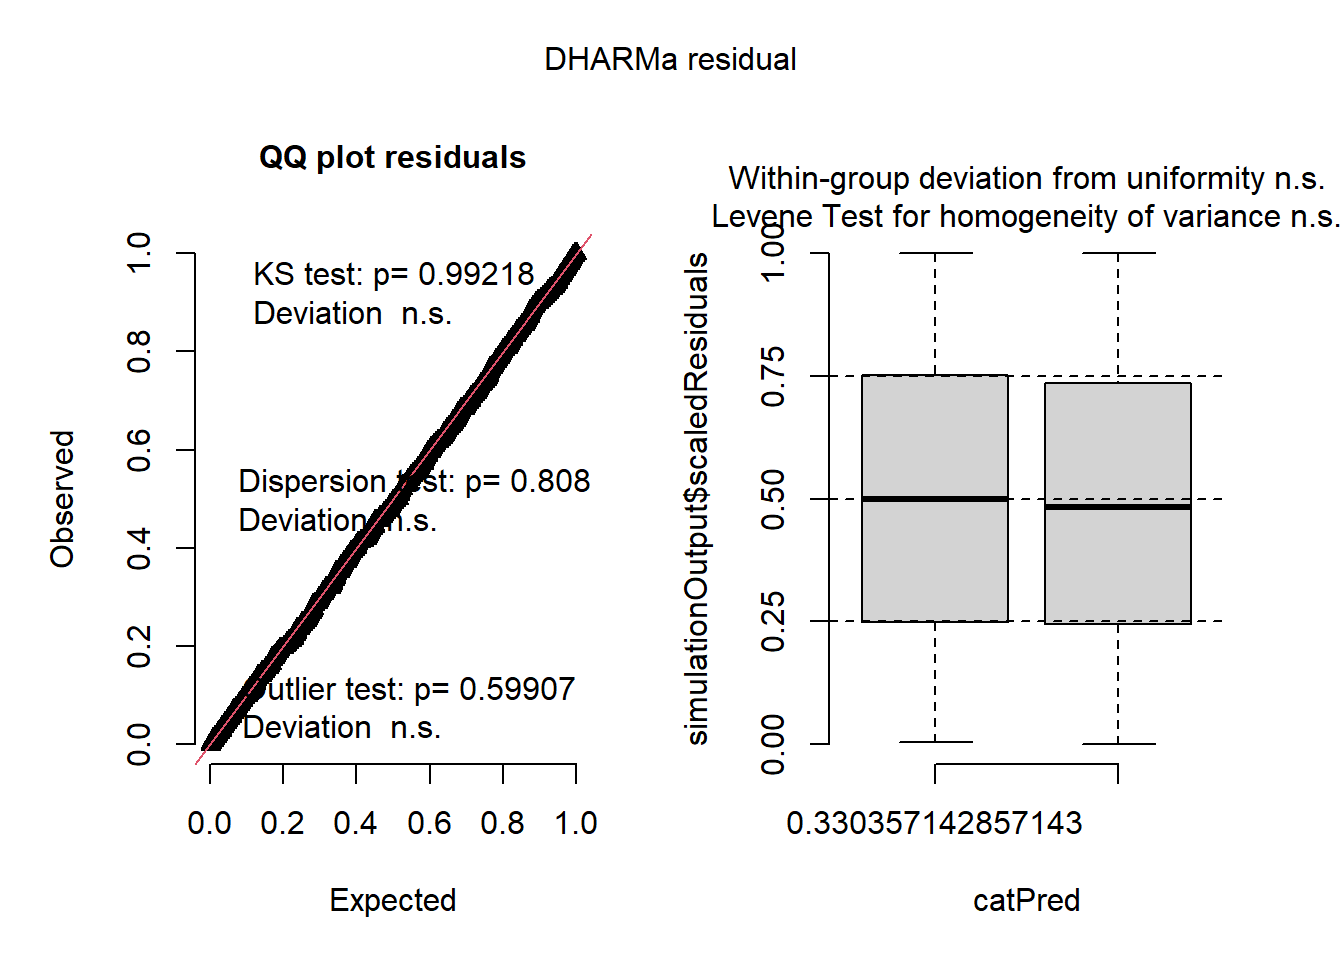 DHARMa residual
QQ plot residuals
KS test: p= 0.99218
Deviation  n.s.
Dispersion test: p= 0.808
Deviation  n.s.
Outlier test: p= 0.59907
Deviation  n.s.
Observed
1.0
0.8
0.6
0.4
0.2
0.0
0.0 0.2 0.4 0.6 0.8 1.0
Expected
Within-group deviation from uniformity n.s.
Levene Test for homogeneity of variance n.s.
simulationOutput$scaledResiduals
1.00
0.75
0.50
0.25
0.00
0.330357142857143
catPred